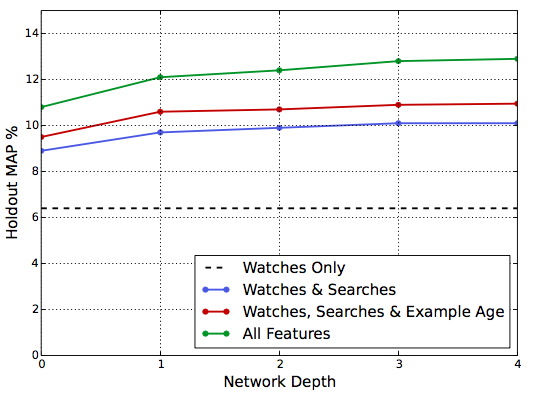 14
12
10
8
6
4
2
0
Holdout MAP %
Watches Only
Watches & Searches
Watches, Searches & Example Age
All Features
0 1 2 3 4
Network Depth